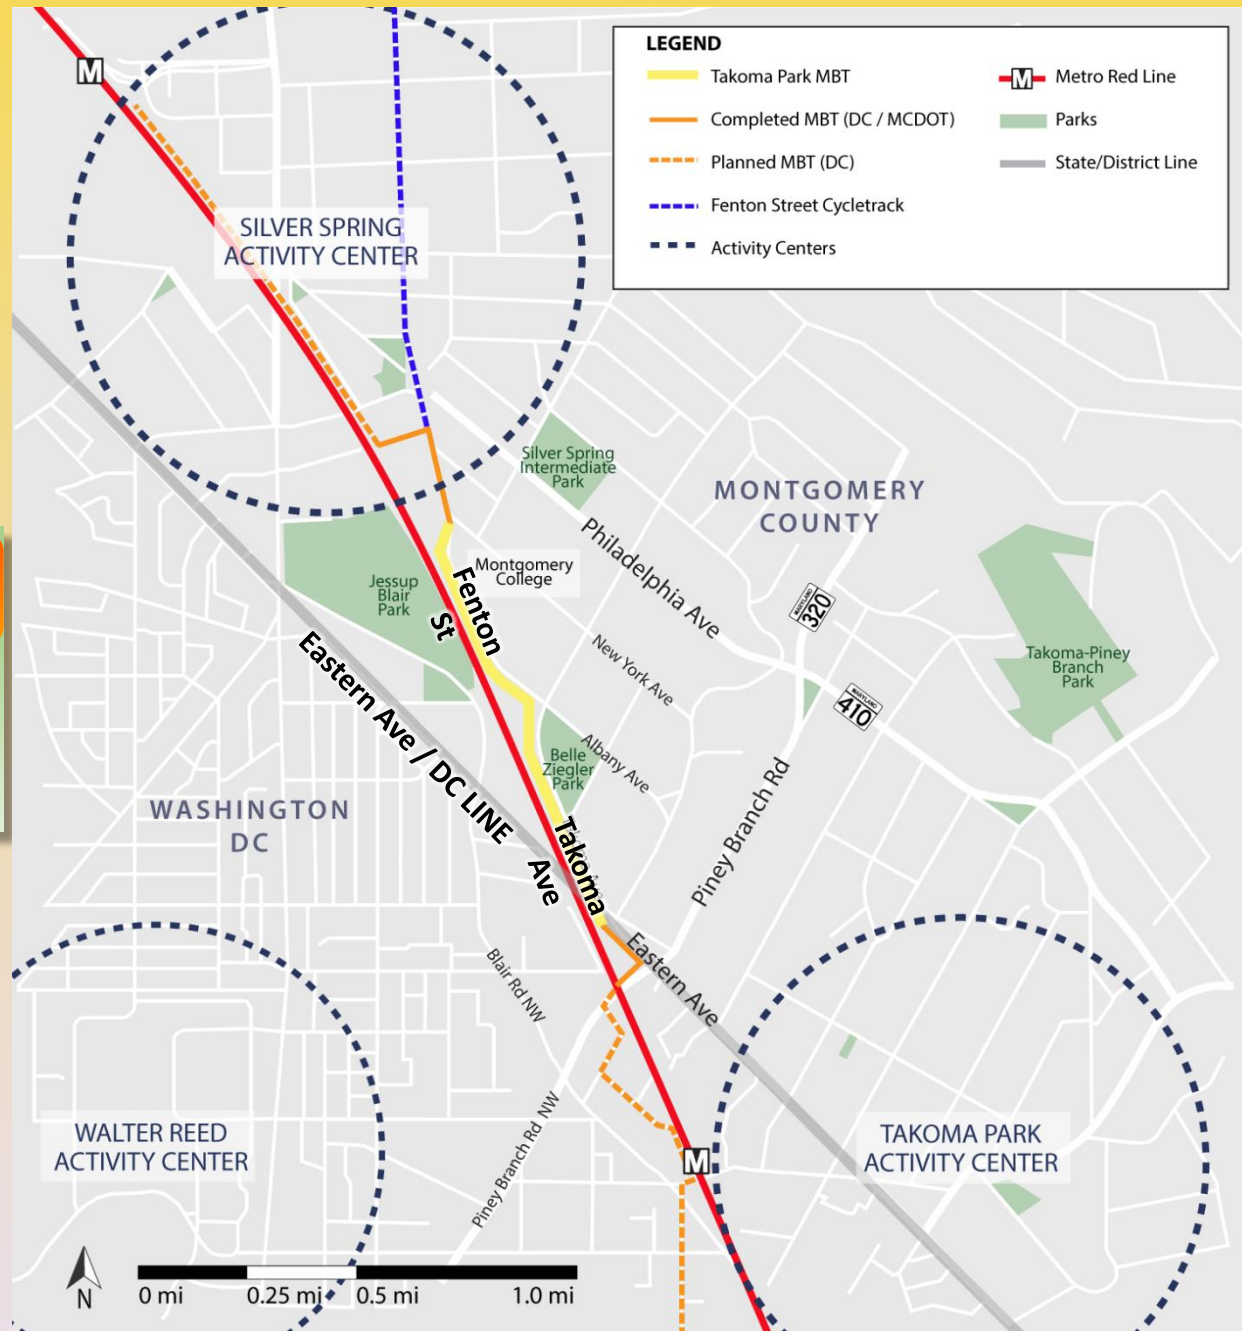 LEGEND
Takoma Park MBT
Completed MBT (DC / MCDOT)
Planned MBT (DC)
Fenton Street Cycletrack
Activity Centers
M
Metro Red Line
Parks
State/District Line
M
SILVER SPRING
ACTIVITY CENTER
Silver Spring
Intermediate
Park
MONTGOMERY
COUNTY
Philadelphia Ave
Montgomery
College
Jessup
Blair
Park
Fenton
St
MARYLAND
320
New York Ave
Takoma-Piney
Branch
Park
MARYLAND
410
Eastern Ave / DC LINE
Albany Ave
Belle
Ziegler
Park
Piney Branch Rd
WASHINGTON
DC
Takoma
Ave
Eastern Ave
Blair Rd NW
Piney Branch Rd NW
WALTER REED
ACTIVITY CENTER
M
TAKOMA PARK
ACTIVITY CENTER
N
0 mi
0.25 mi
0.5 mi
1.0 mi